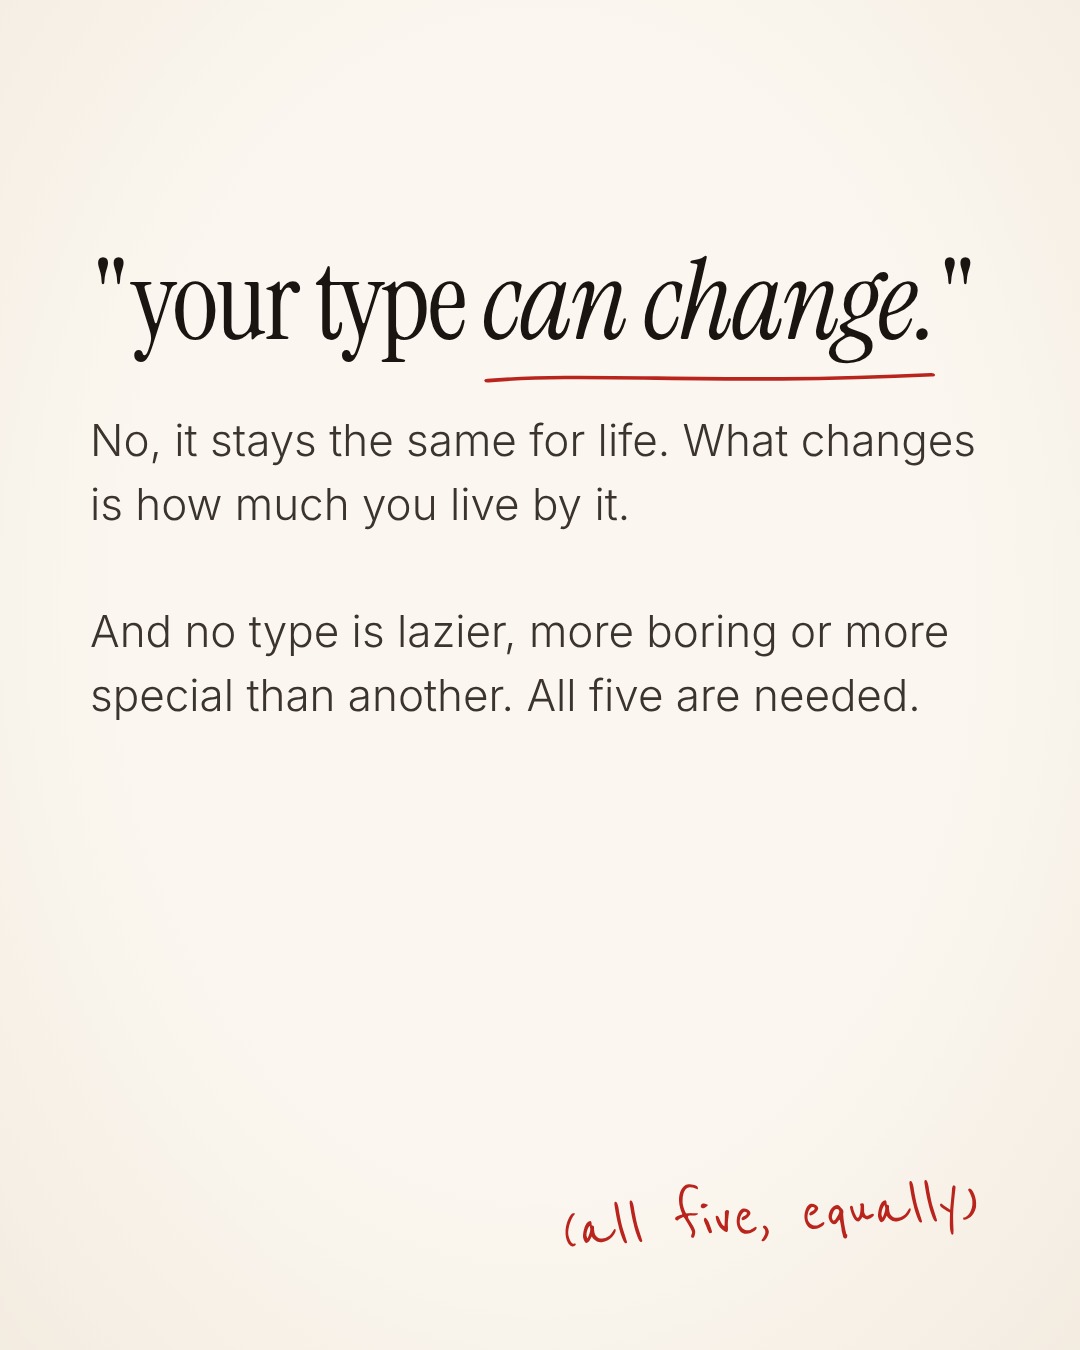 "your type can change."
No, it stays the same for life. What changes
is how much you live by it.
And no type is lazier, more boring or more
special than another. All five are needed.
(all five, equally)